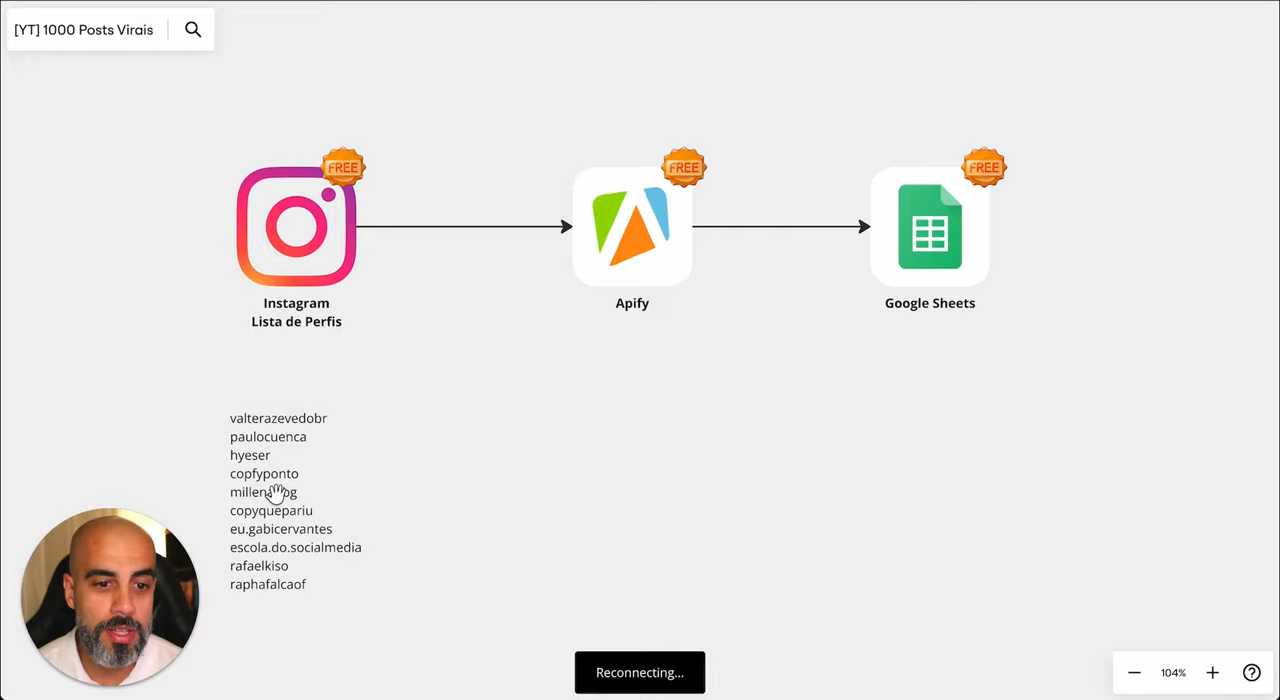 [YT] 1000 Posts Virais
FREE
FREE
FREE
Instagram
Lista de Perfis
Apify
Google Sheets
valterazevedobr
paulocuenca
hyeser
copfyponto
copyquepariu
eu.gabicervantes
escola.do.socialmedia
rafaelkiso
raphafalcaof
Reconnecting...
104%